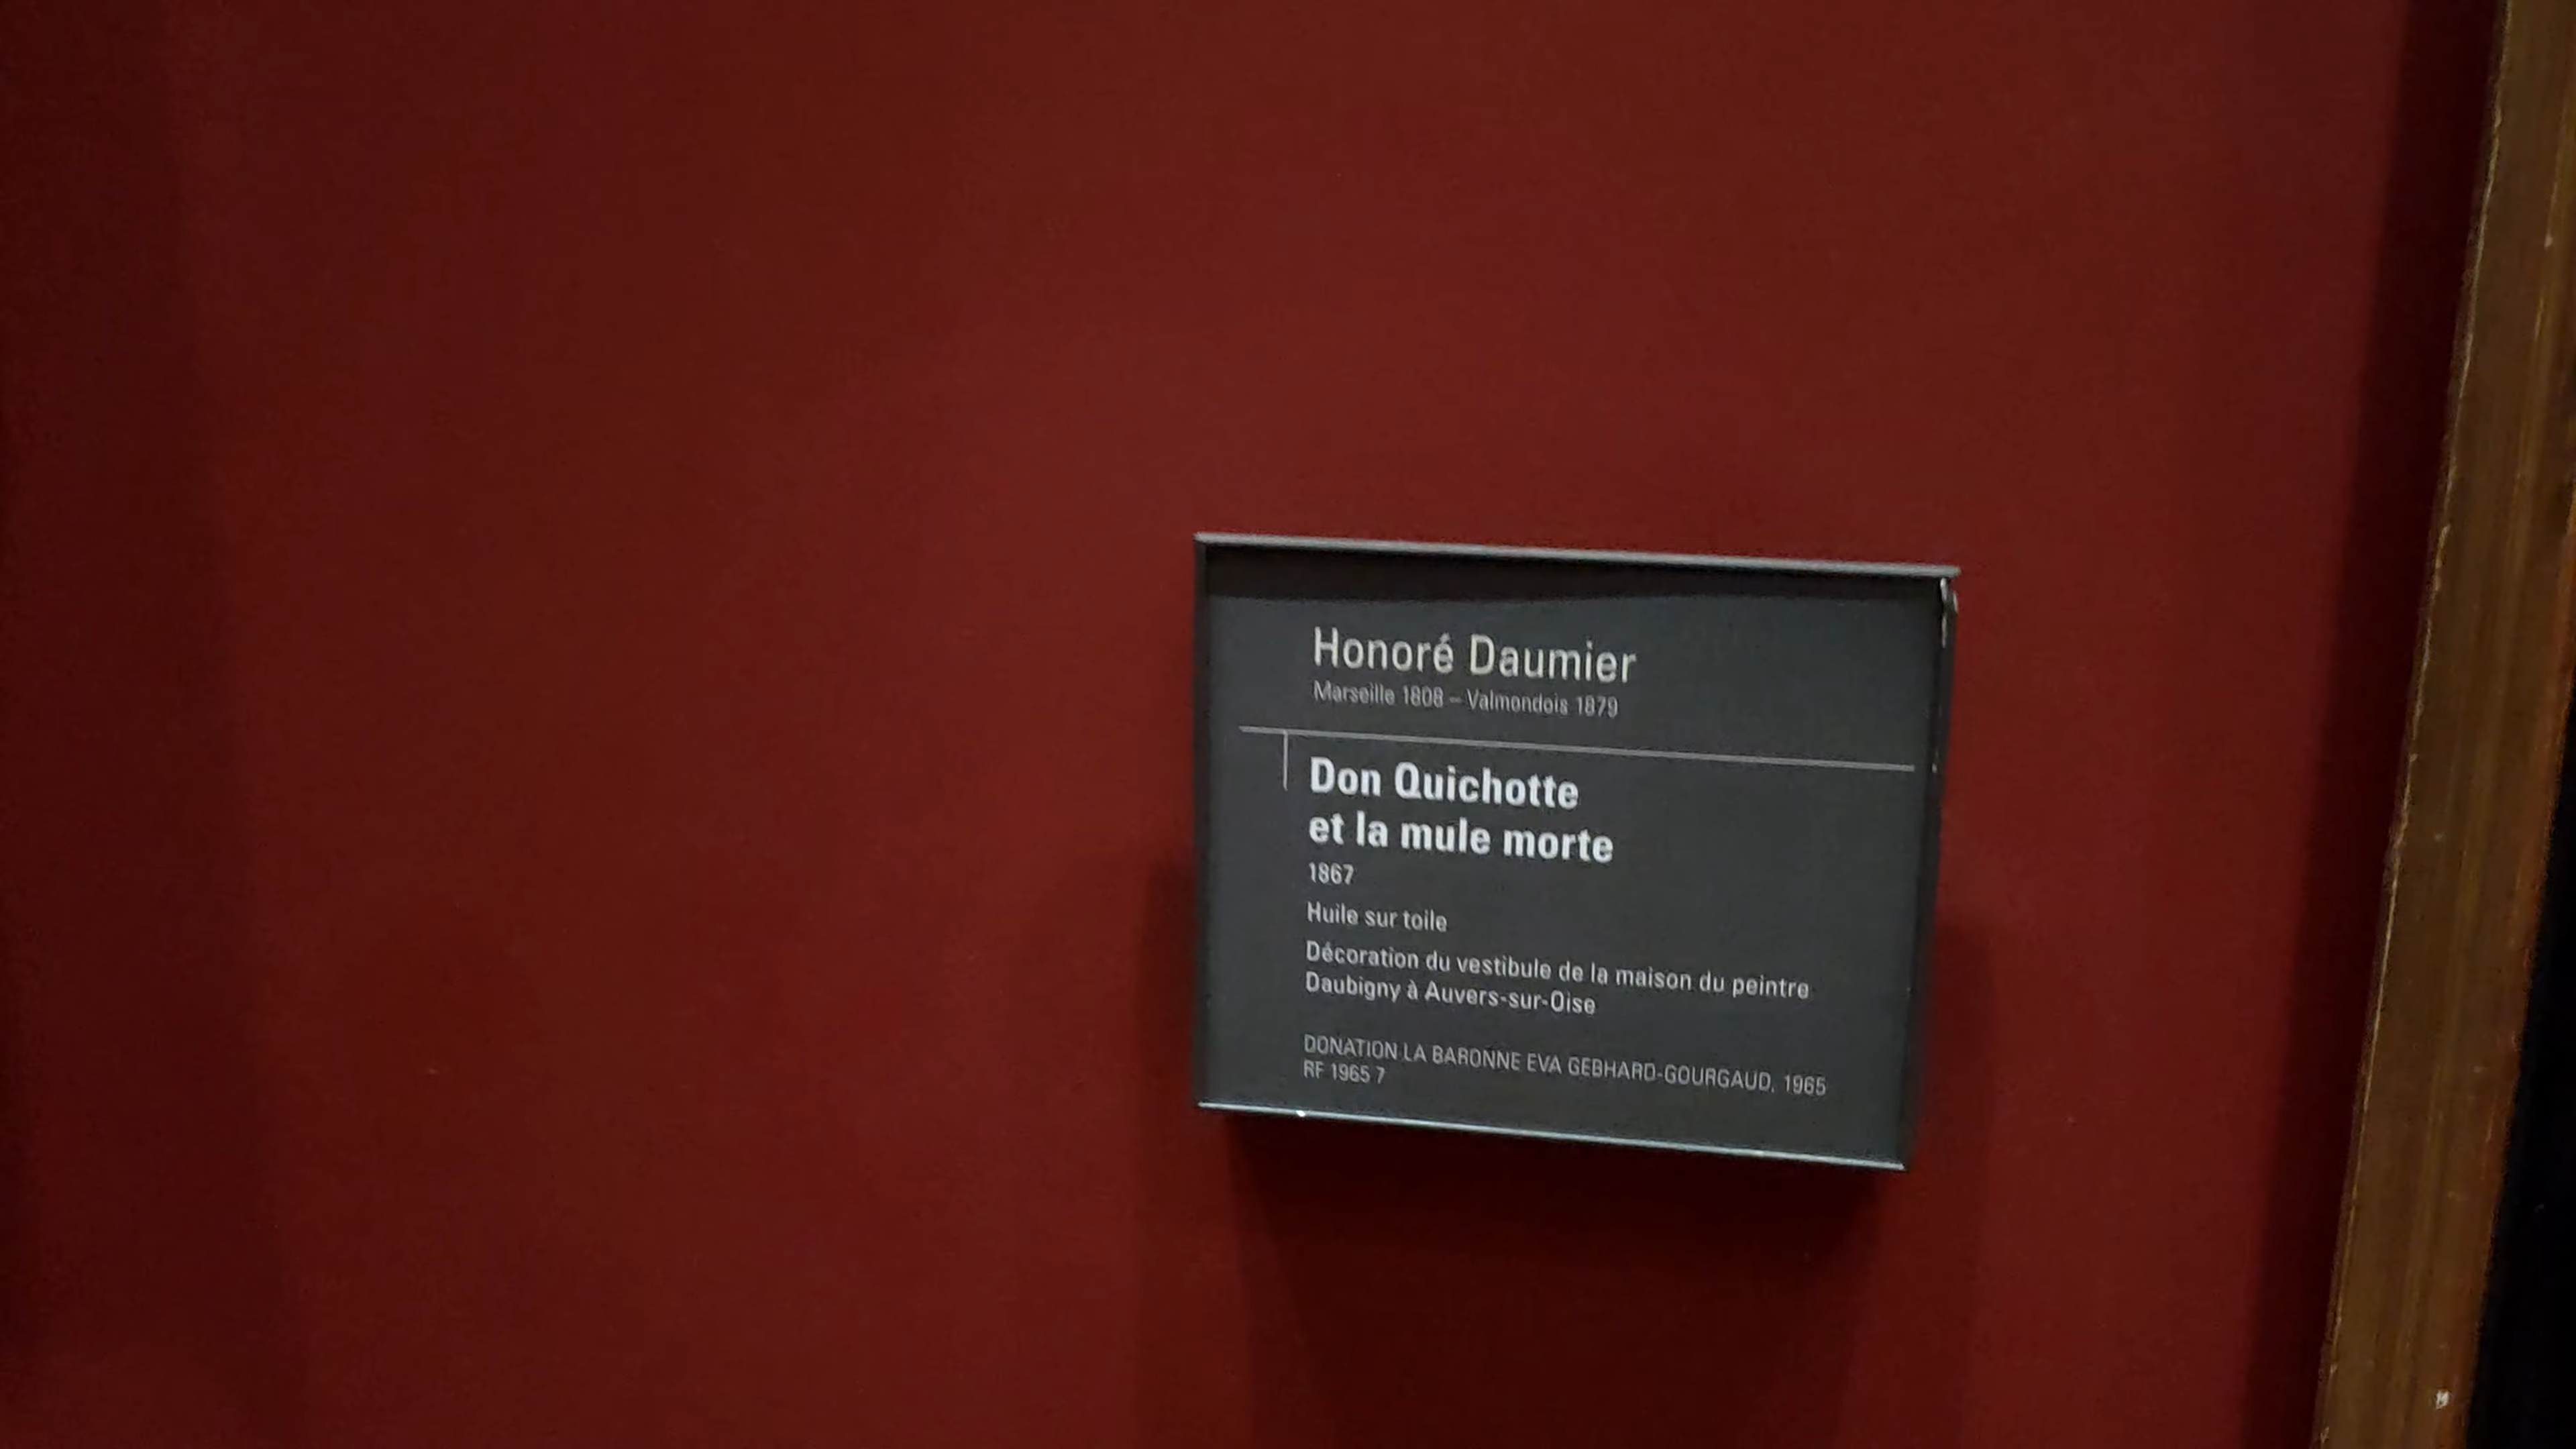 Honoré Daumier
Marseille 1808 – Valmondois 1879
Don Quichotte
et la mule morte
1867
Huile sur toile
Décoration du vestibule de la maison du peintre
Daubigny à Auvers-sur-Oise
DONATION LA BARONNE EVA GEBHARD-GOURGAUD, 1965
RF 1965 7